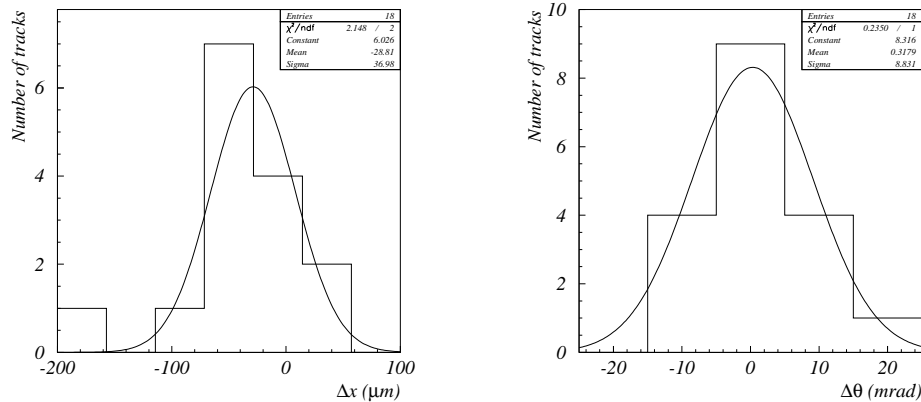 Number of tracks
Entries 18
χ²/ndf 2.148 / 2
Constant 6.026
Mean -28.81
Sigma 36.98
6
4
2
0
-200 -100 0 100
Δx (μm)
Number of tracks
Entries 18
χ²/ndf 0.2350 / 1
Constant 8.316
Mean 0.3179
Sigma 8.831
10
8
6
4
2
0
-20 -10 0 10 20
Δθ (mrad)